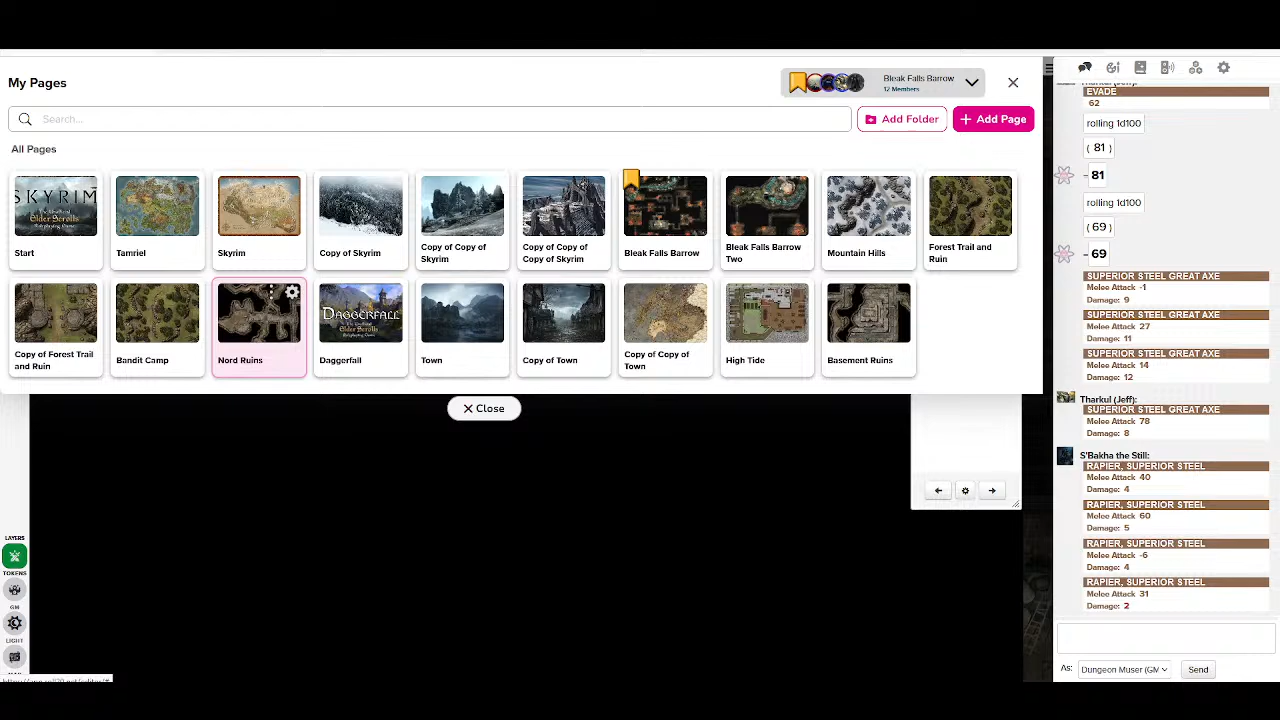 My Pages
Bleak Falls Barrow
12 Members
Search...
Add Folder
+ Add Page
All Pages
SKYRIM
The Unofficial
Elder Scrolls
Roleplaying Game
Start
Tamriel
Skyrim
Copy of Skyrim
Copy of Copy of
Skyrim
Copy of Copy of
Copy of Skyrim
Bleak Falls Barrow
Bleak Falls Barrow
Two
Mountain Hills
Forest Trail and
Ruin
Copy of Forest Trail
and Ruin
Bandit Camp
Nord Ruins
DAGGERFALL
Daggerfall
Town
Copy of Town
Copy of Copy of
Town
High Tide
Basement Ruins
Close
LAYERS
TOKENS
GM
LIGHT
EVADE
62
rolling 1d100
( 81 )
81
rolling 1d100
( 69 )
69
SUPERIOR STEEL GREAT AXE
Melee Attack -1
Damage: 9
SUPERIOR STEEL GREAT AXE
Melee Attack 27
Damage: 11
SUPERIOR STEEL GREAT AXE
Melee Attack 14
Damage: 12
Tharkul (Jeff):
SUPERIOR STEEL GREAT AXE
Melee Attack 78
Damage: 8
S'Bakha the Still:
RAPIER, SUPERIOR STEEL
Melee Attack 40
Damage: 4
RAPIER, SUPERIOR STEEL
Melee Attack 60
Damage: 5
RAPIER, SUPERIOR STEEL
Melee Attack -6
Damage: 4
RAPIER, SUPERIOR STEEL
Melee Attack 31
Damage: 2
As:
Dungeon Muser (GM
Send